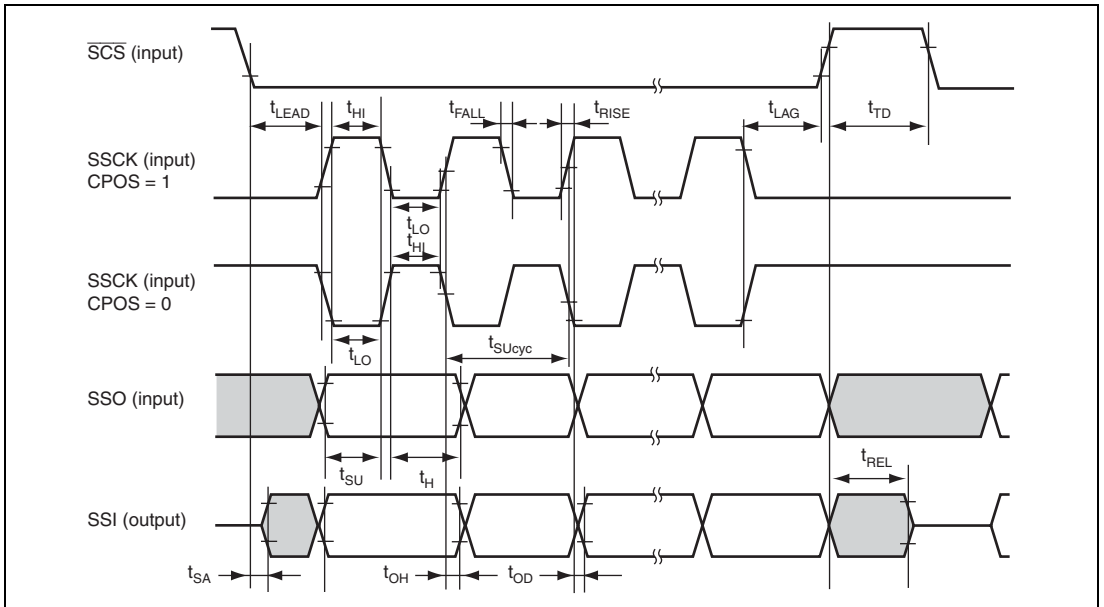 SCS (input)
tLEAD tHI tFALL tRISE tLAG tTD
SSCK (input)
CPOS = 1
tLO
tHI
SSCK (input)
CPOS = 0
tLO tSUcyc
SSO (input)
tSU tH tREL
SSI (output)
tSA tOH tOD